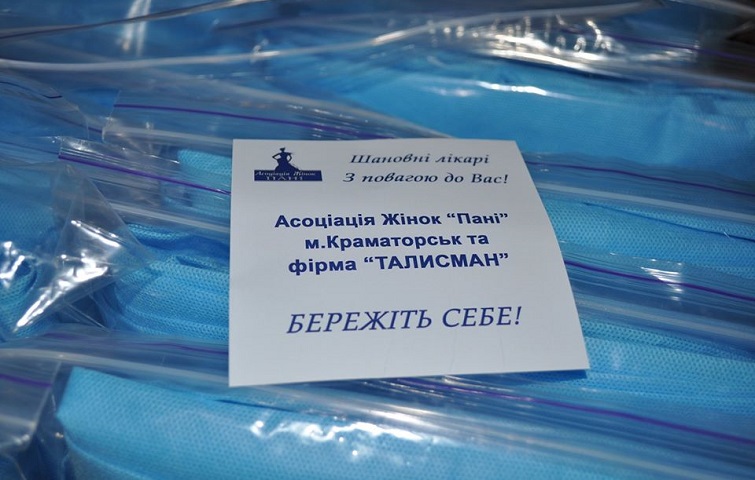 Асоціація Жінок
ПАНІ
Шановні лікарі
З повагою до Вас!
Асоціація Жінок “Пані”
м.Краматорськ та
фірма “ТАЛИСМАН”
БЕРЕЖІТЬ СЕБЕ!